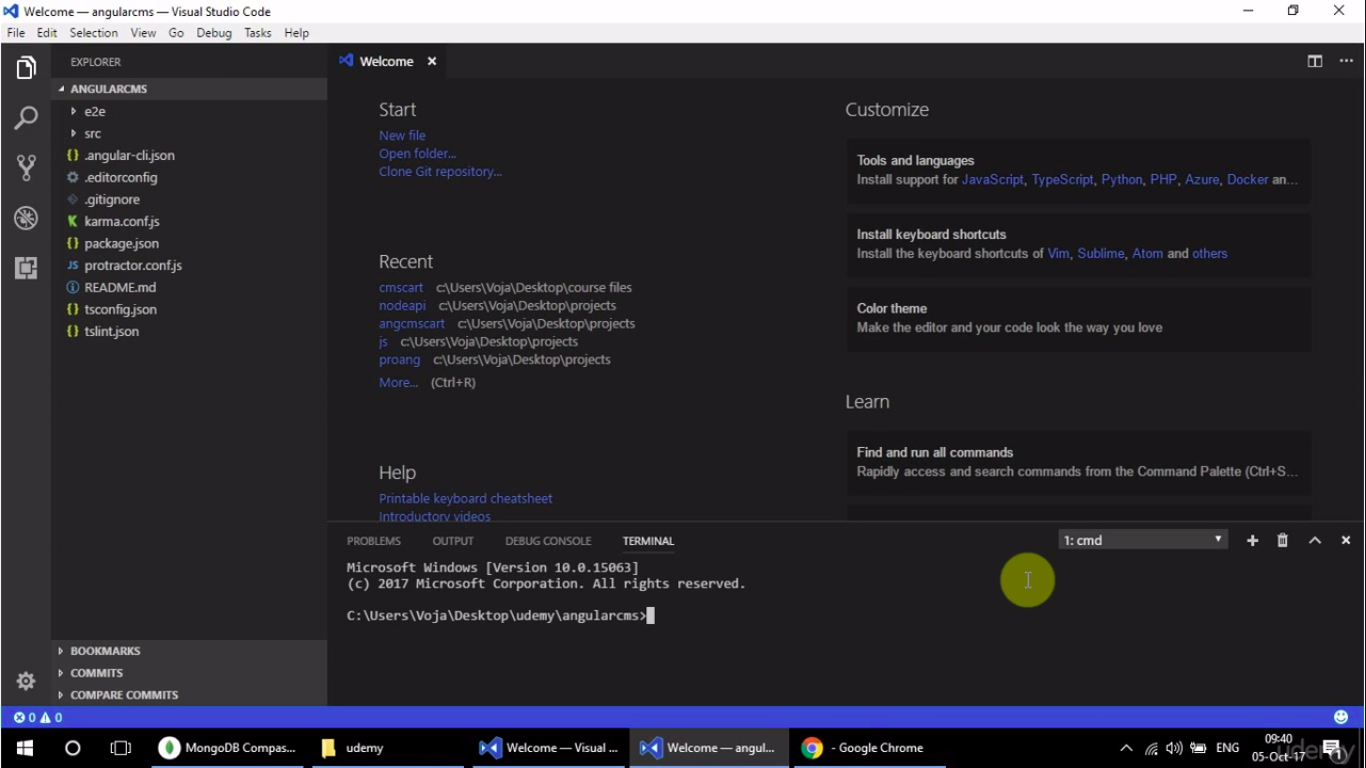 Welcome — angularcms — Visual Studio Code
File Edit Selection View Go Debug Tasks Help
EXPLORER
ANGULARCMS
e2e
src
.angular-cli.json
.editorconfig
.gitignore
karma.conf.js
package.json
protractor.conf.js
README.md
tsconfig.json
tslint.json
BOOKMARKS
COMMITS
COMPARE COMMITS
Welcome
Start
New file
Open folder...
Clone Git repository...
Recent
cmscart c:\Users\Voja\Desktop\course files
nodeapi c:\Users\Voja\Desktop\projects
angcmscart c:\Users\Voja\Desktop\projects
js c:\Users\Voja\Desktop\projects
proang c:\Users\Voja\Desktop\projects
More... (Ctrl+R)
Help
Printable keyboard cheatsheet
Introductory videos
Customize
Tools and languages
Install support for JavaScript, TypeScript, Python, PHP, Azure, Docker an...
Install keyboard shortcuts
Install the keyboard shortcuts of Vim, Sublime, Atom and others
Color theme
Make the editor and your code look the way you love
Learn
Find and run all commands
Rapidly access and search commands from the Command Palette (Ctrl+S...
PROBLEMS OUTPUT DEBUG CONSOLE TERMINAL
1: cmd
Microsoft Windows [Version 10.0.15063]
(c) 2017 Microsoft Corporation. All rights reserved.
C:\Users\Voja\Desktop\udemy\angularcms>
0 0
MongoDB Compas...
udemy
Welcome — Visual ...
Welcome — angul...
- Google Chrome
ENG
09:40
05-Oct-17
1
udemy